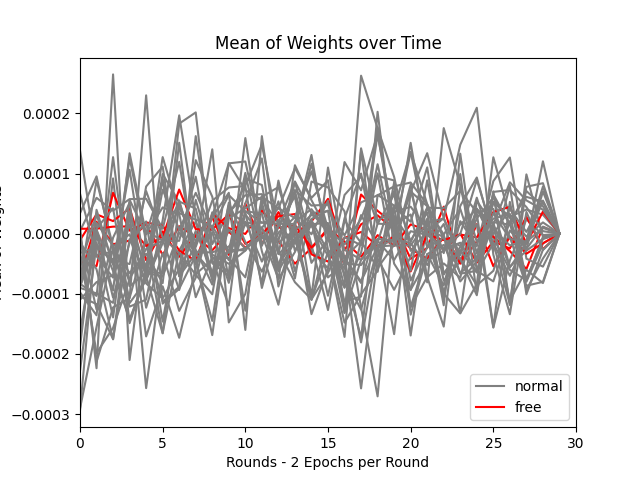 Mean of Weights over Time
0.0002
0.0001
0.0000
−0.0001
−0.0002
−0.0003
0 5 10 15 20 25 30
Rounds - 2 Epochs per Round
normal
free